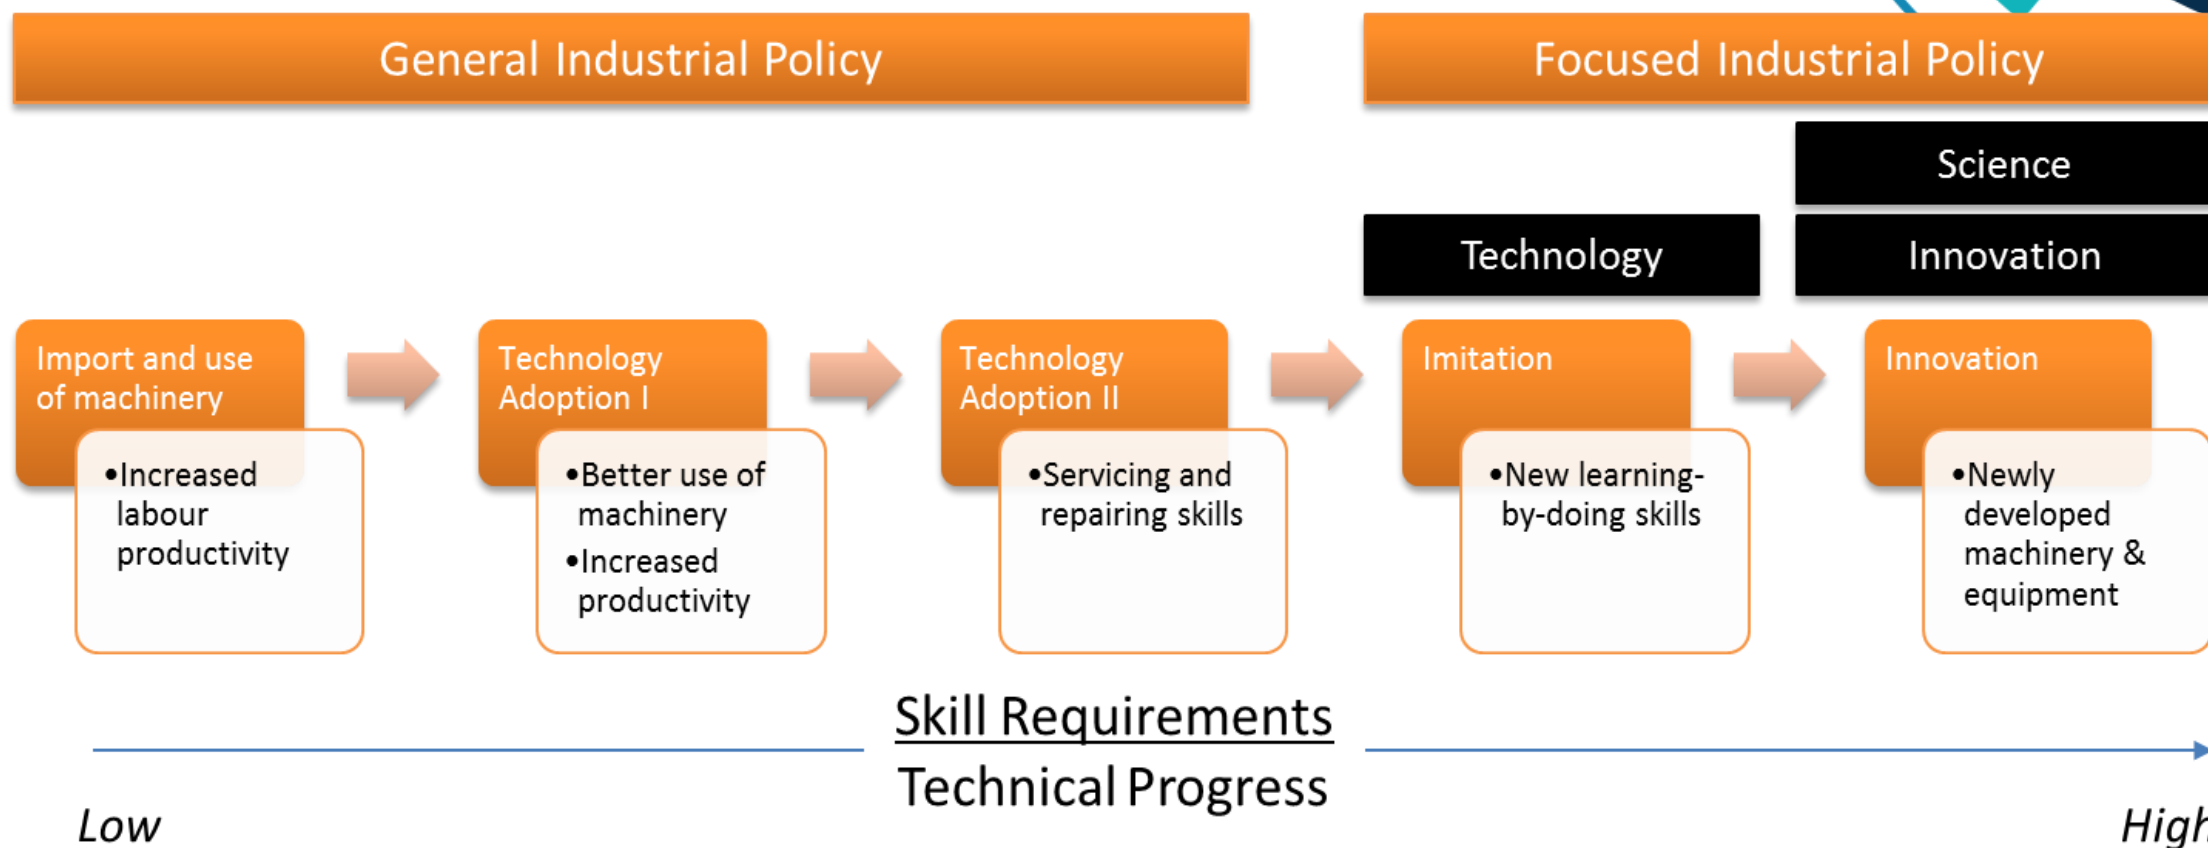 General Industrial Policy
Focused Industrial Policy
Science
Technology
Innovation
Import and use
of machinery
•Increased
labour
productivity
Technology
Adoption I
•Better use of
machinery
•Increased
productivity
Technology
Adoption II
•Servicing and
repairing skills
Imitation
•New learning-
by-doing skills
Innovation
•Newly
developed
machinery &
equipment
Skill Requirements
Technical Progress
Low
High